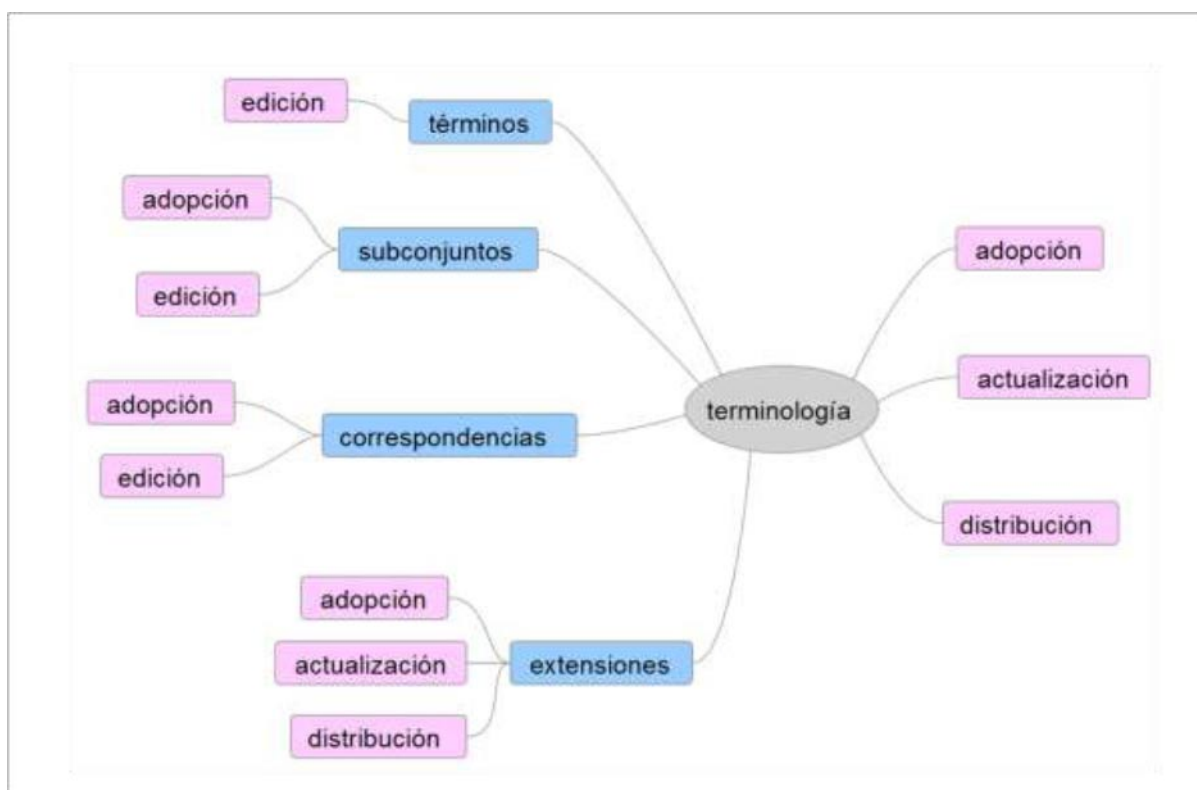 edición
términos
adopción
subconjuntos
edición
adopción
correspondencias
edición
adopción
actualización
extensiones
distribución
terminología
adopción
actualización
distribución